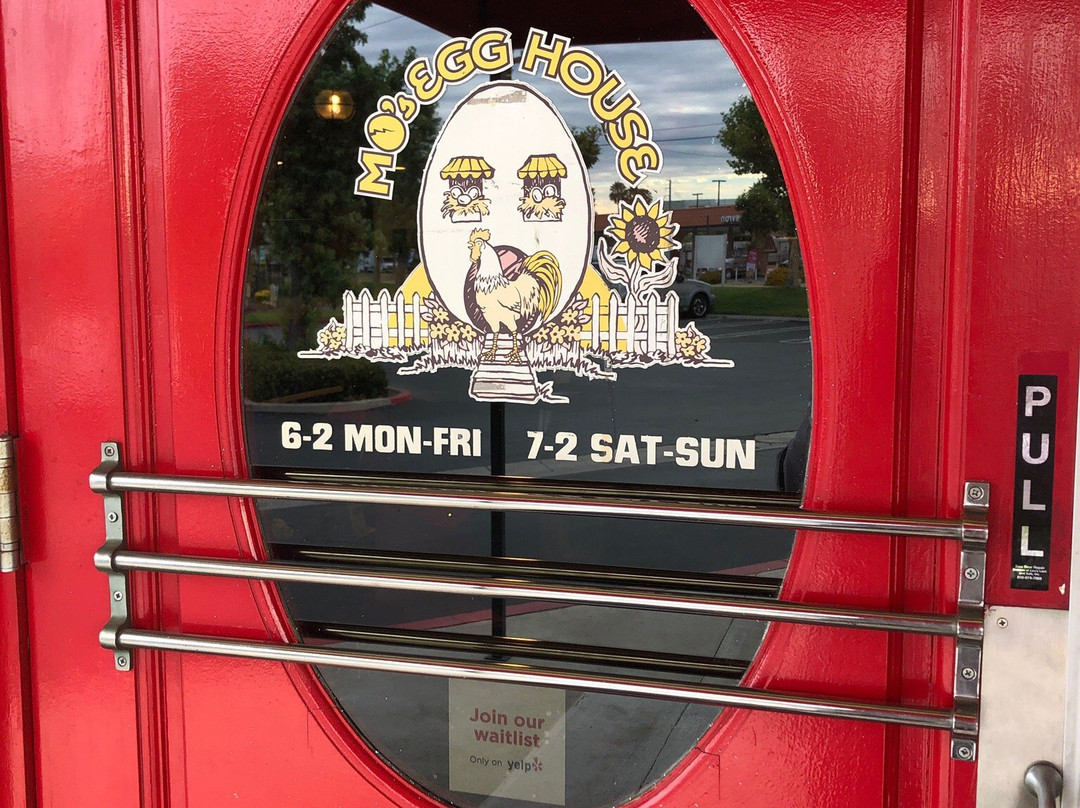 Mo's EGG HOUSE
6-2 MON-FRI 7-2 SAT-SUN
PULL
Join our
waitlist
Only on yelp